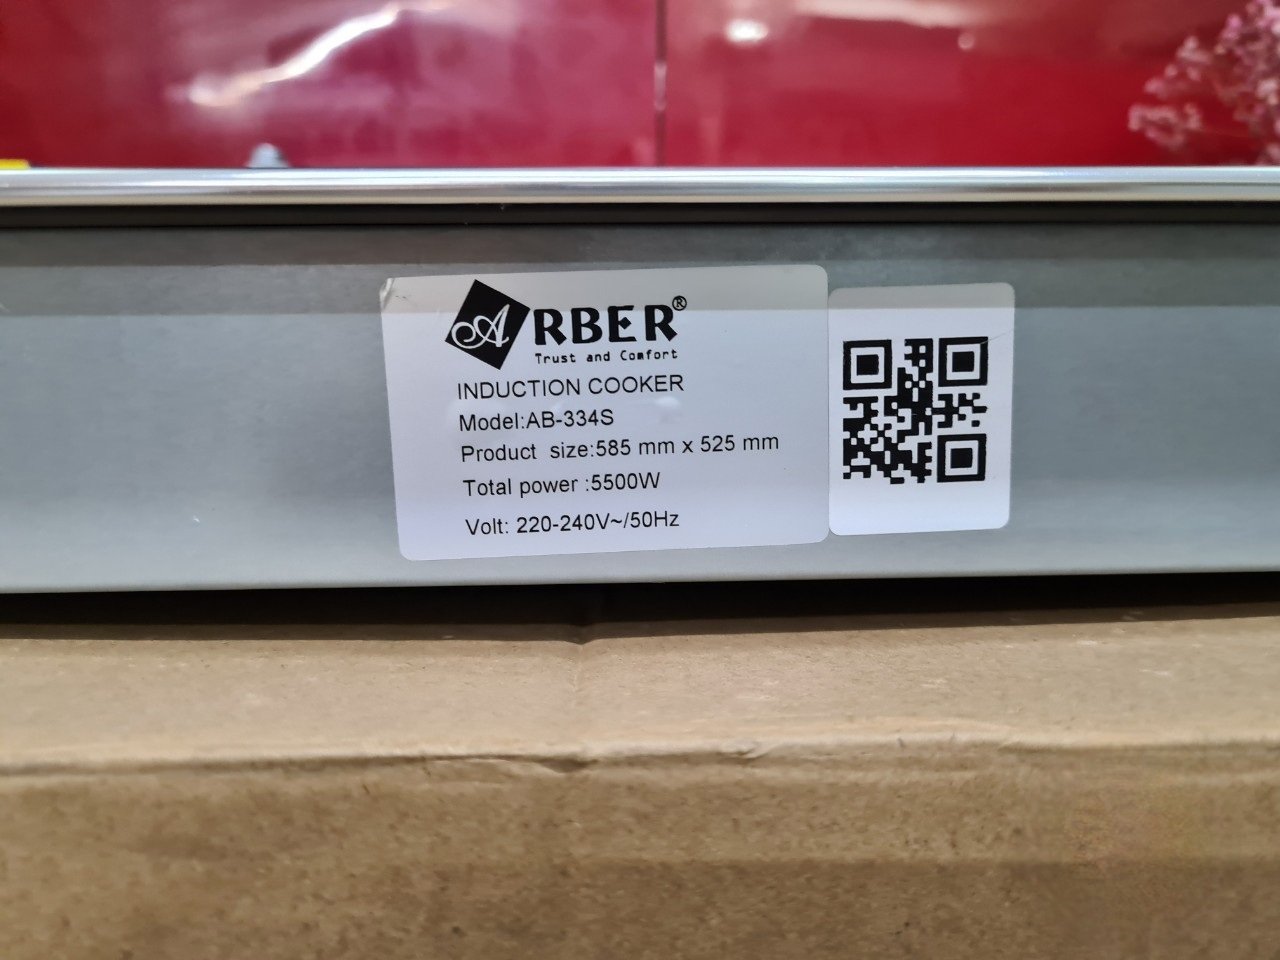 ARBER®
Trust and Comfort
INDUCTION COOKER
Model:AB-334S
Product size:585 mm x 525 mm
Total power :5500W
Volt: 220-240V~/50Hz